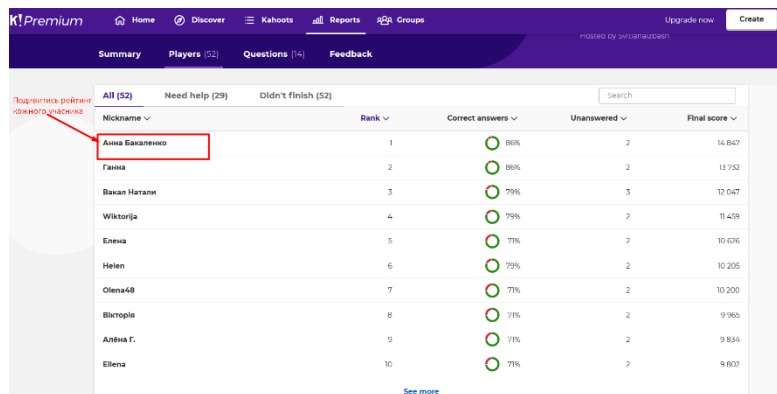 K! Premium Home Discover Kahoots Reports Groups Upgrade now Create
Hosted by Svitlanaizbash
Summary Players (52) Questions (14) Feedback
Подивитись рейтинг
кожного учасника
All (52) Need help (29) Didn't finish (52) Search
Nickname Rank Correct answers Unanswered Final score
Анна Бакаленко 1 86% 2 14 847
Ганна 2 86% 2 13 732
Вакал Натали 3 79% 3 12 047
Wiktorija 4 79% 2 11 459
Елена 5 71% 2 10 626
Helen 6 79% 2 10 205
Olena48 7 71% 2 10 200
Вікторія 8 71% 2 9 965
Алёна Г. 9 71% 2 9 834
Ellena 10 71% 2 9 802
See more